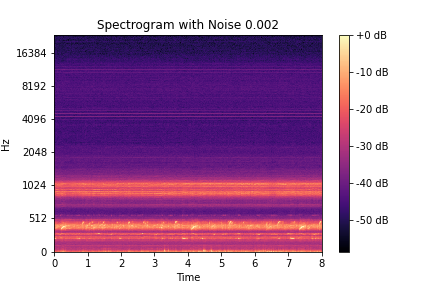 Spectrogram with Noise 0.002
+0 dB
16384
-10 dB
8192
-20 dB
4096
Hz
-30 dB
2048
-40 dB
1024
-50 dB
512
0
0 1 2 3 4 5 6 7 8
Time